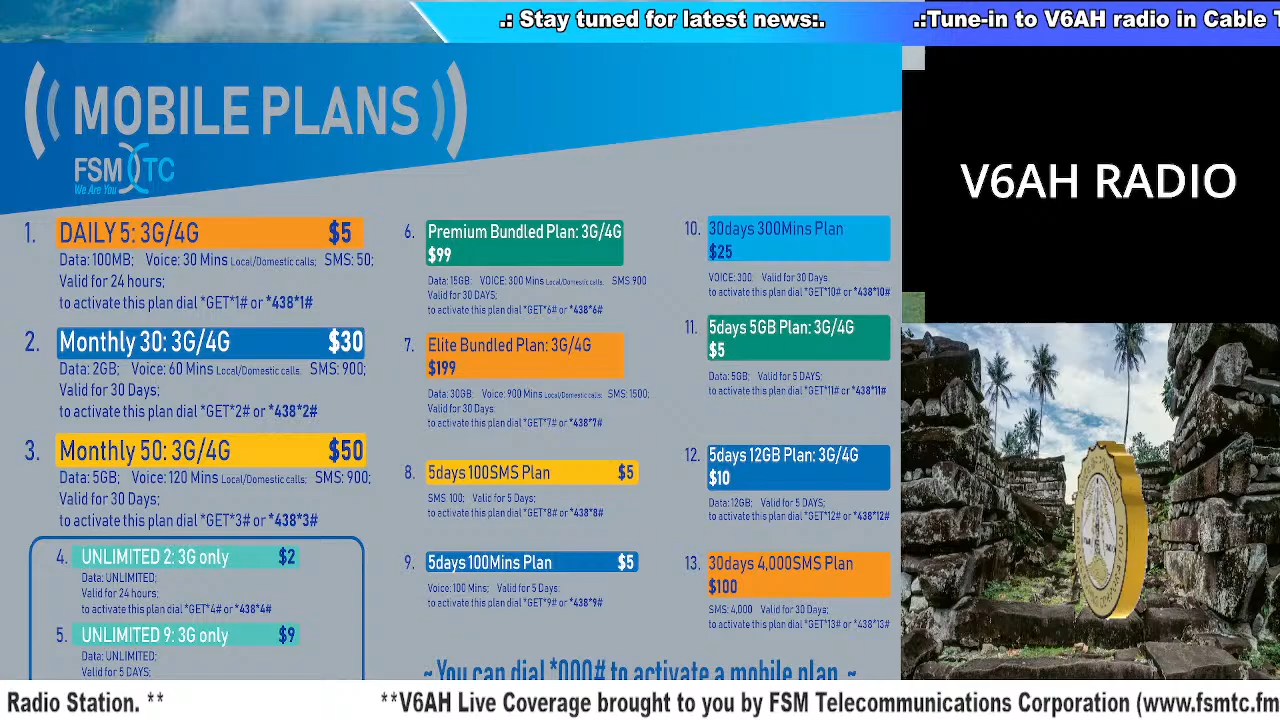 .: Stay tuned for latest news:.
.:Tune-in to V6AH radio in Cable T
MOBILE PLANS
FSMTC
We Are You
1. DAILY 5: 3G/4G $5
Data: 100MB; Voice: 30 Mins Local/Domestic calls; SMS: 50;
Valid for 24 hours;
to activate this plan dial *GET*1# or *438*1#
2. Monthly 30: 3G/4G $30
Data: 2GB; Voice: 60 Mins Local/Domestic calls. SMS: 900;
Valid for 30 Days;
to activate this plan dial *GET*2# or *438*2#
3. Monthly 50: 3G/4G $50
Data: 5GB; Voice: 120 Mins Local/Domestic calls; SMS: 900;
Valid for 30 Days;
to activate this plan dial *GET*3# or *438*3#
4. UNLIMITED 2: 3G only $2
Data: UNLIMITED;
Valid for 24 hours;
to activate this plan dial *GET*4# or *438*4#
5. UNLIMITED 9: 3G only $9
Data: UNLIMITED;
Valid for 5 DAYS;
6. Premium Bundled Plan: 3G/4G
$99
Data: 15GB; VOICE: 300 Mins Local/Domestic calls. SMS 900
Valid for 30 DAYS;
to activate this plan dial *GET*6# or *438*6#
7. Elite Bundled Plan: 3G/4G
$199
Data: 30GB; Voice: 900 Mins Local/Domestic calls; SMS: 1500;
Valid for 30 Days:
to activate this plan dial *GET*7# or *438*7#
8. 5days 100SMS Plan $5
SMS 100; Valid for 5 Days;
to activate this plan dial *GET*8# or *438*8#
9. 5days 100Mins Plan $5
Voice: 100 Mins; Valid for 5 Days:
to activate this plan dial *GET*9# or *438*9#
10. 30days 300Mins Plan
$25
VOICE: 300 Valid for 30 Days:
to activate this plan dial *GET*10# or *438*10#
11. 5days 5GB Plan: 3G/4G
$5
Data: 5GB; Valid for 5 DAYS;
to activate this plan dial *GET*11# or *438*11#
12. 5days 12GB Plan: 3G/4G
$10
Data: 12GB; Valid for 5 DAYS;
to activate this plan dial *GET*12# or *438*12#
13. 30days 4,000SMS Plan
$100
SMS: 4,000 Valid for 30 Days;
to activate this plan dial *GET*13# or *438*13#
~ You can dial *000# to activate a mobile plan ~
V6AH RADIO
Radio Station. ** **V6AH Live Coverage brought to you by FSM Telecommunications Corporation (www.fsmtc.fm